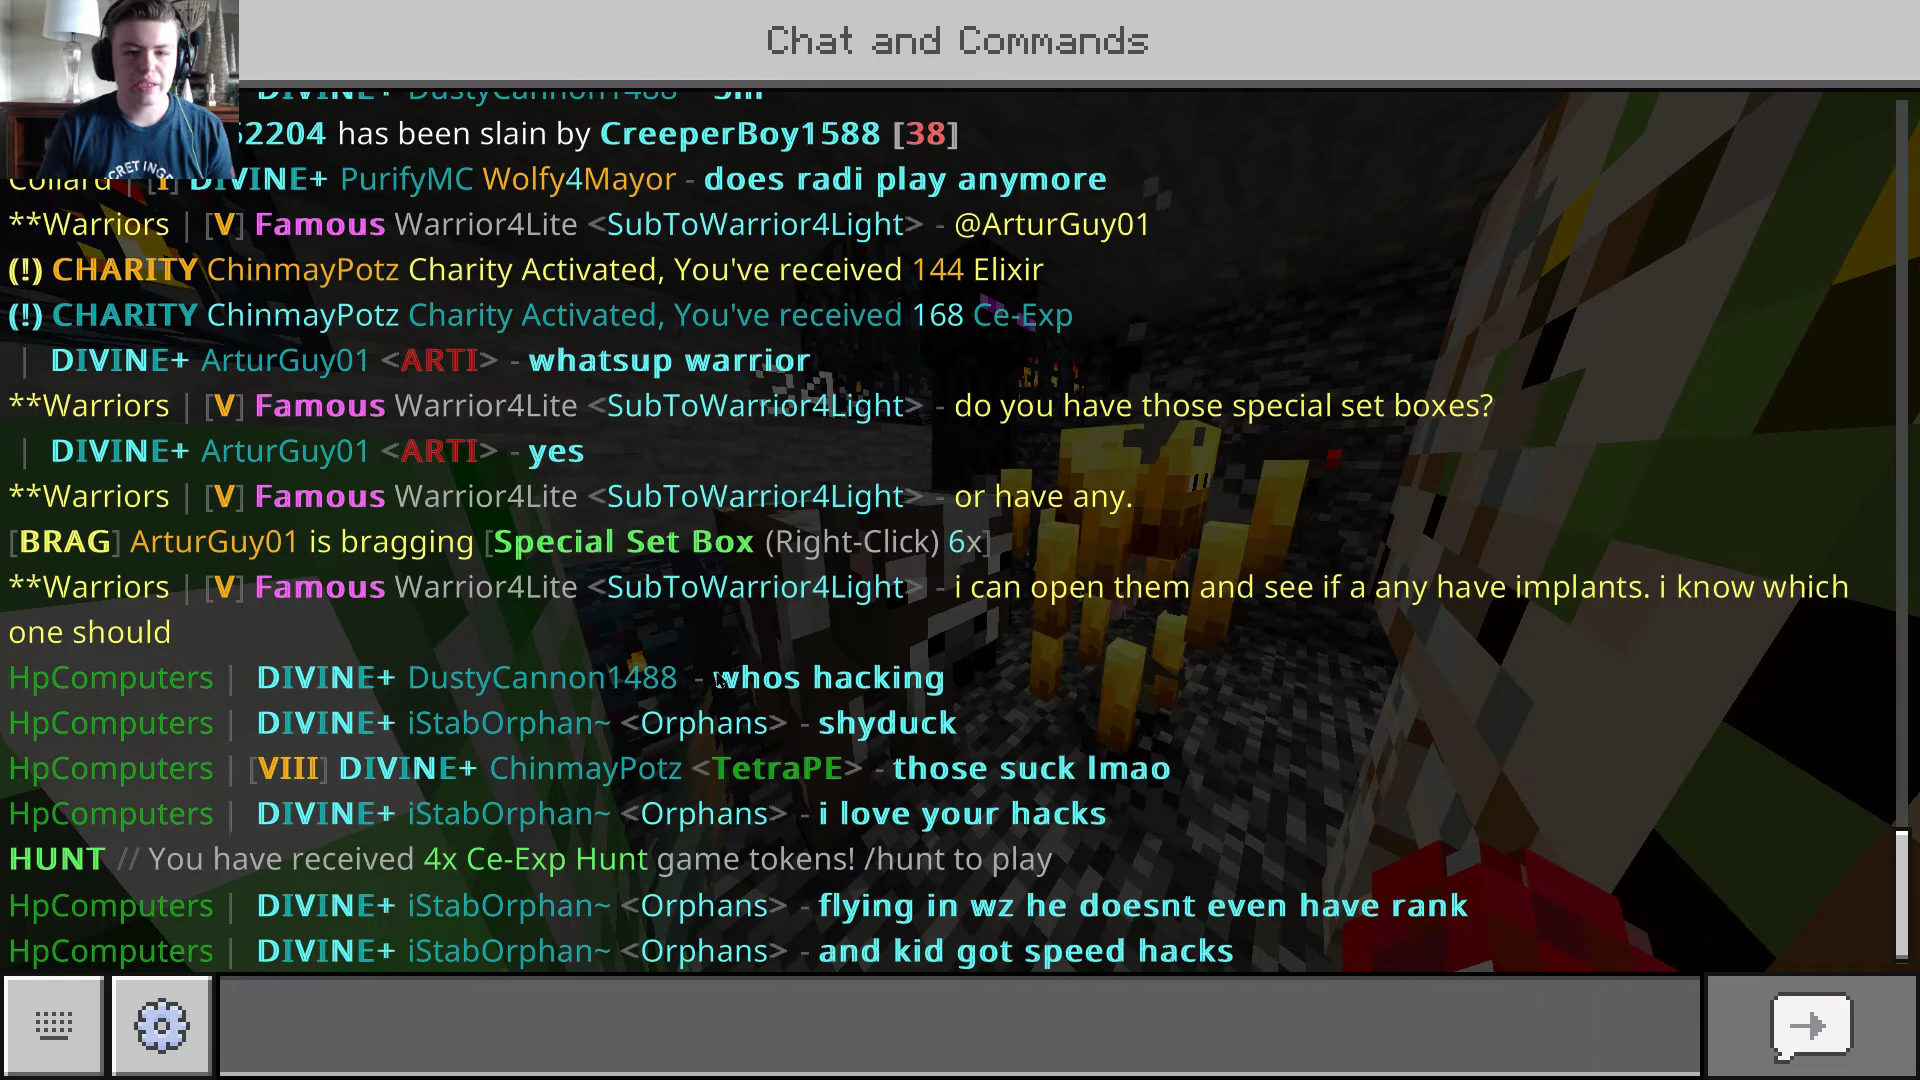 Chat and Commands
DIVINE+ DustyCannon1488
52204 has been slain by CreeperBoy1588 [38]
CRET ING
Collard | [I] DIVINE+ PurifyMC Wolfy4Mayor - does radi play anymore
**Warriors | [V] Famous Warrior4Lite <SubToWarrior4Light> - @ArturGuy01
(!) CHARITY ChinmayPotz Charity Activated, You've received 144 Elixir
(!) CHARITY ChinmayPotz Charity Activated, You've received 168 Ce-Exp
| DIVINE+ ArturGuy01 <ARTI> - whatsup warrior
**Warriors | [V] Famous Warrior4Lite <SubToWarrior4Light> - do you have those special set boxes?
| DIVINE+ ArturGuy01 <ARTI> - yes
**Warriors | [V] Famous Warrior4Lite <SubToWarrior4Light> - or have any.
[BRAG] ArturGuy01 is bragging [Special Set Box (Right-Click) 6x]
**Warriors | [V] Famous Warrior4Lite <SubToWarrior4Light> - i can open them and see if a any have implants. i know which
one should
HpComputers | DIVINE+ DustyCannon1488 - whos hacking
HpComputers | DIVINE+ iStabOrphan~ <Orphans> - shyduck
HpComputers | [VIII] DIVINE+ ChinmayPotz <TetraPE> - those suck lmao
HpComputers | DIVINE+ iStabOrphan~ <Orphans> - i love your hacks
HUNT // You have received 4x Ce-Exp Hunt game tokens! /hunt to play
HpComputers | DIVINE+ iStabOrphan~ <Orphans> - flying in wz he doesnt even have rank
HpComputers | DIVINE+ iStabOrphan~ <Orphans> - and kid got speed hacks